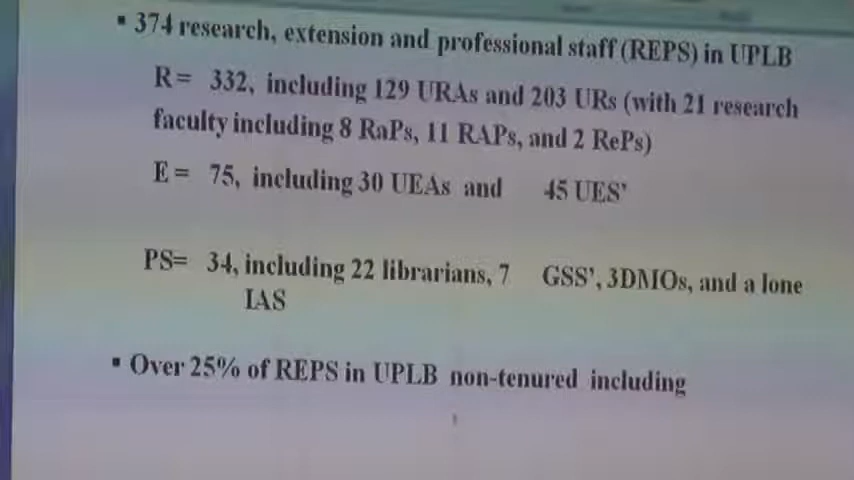 ▪ 374 research, extension and professional staff (REPS) in UPLB
R= 332, including 129 URAs and 203 URs (with 21 research
faculty including 8 RaPs, 11 RAPs, and 2 RePs)
E= 75, including 30 UEAs and 45 UES'
PS= 34, including 22 librarians, 7 GSS', 3DMOs, and a lone
IAS
▪ Over 25% of REPS in UPLB non-tenured including